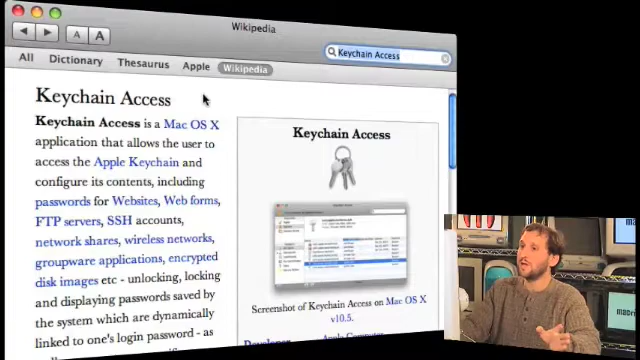 Wikipedia
A A
Keychain Access
All Dictionary Thesaurus Apple Wikipedia
Keychain Access
Keychain Access is a Mac OS X
application that allows the user to
access the Apple Keychain and
configure its contents, including
passwords for Websites, Web forms,
FTP servers, SSH accounts,
network shares, wireless networks,
groupware applications, encrypted
disk images etc - unlocking, locking
and displaying passwords saved by
the system which are dynamically
linked to one's login password - as
Keychain Access
Screenshot of Keychain Access on Mac OS X
v10.5.
Developer Apple Computer